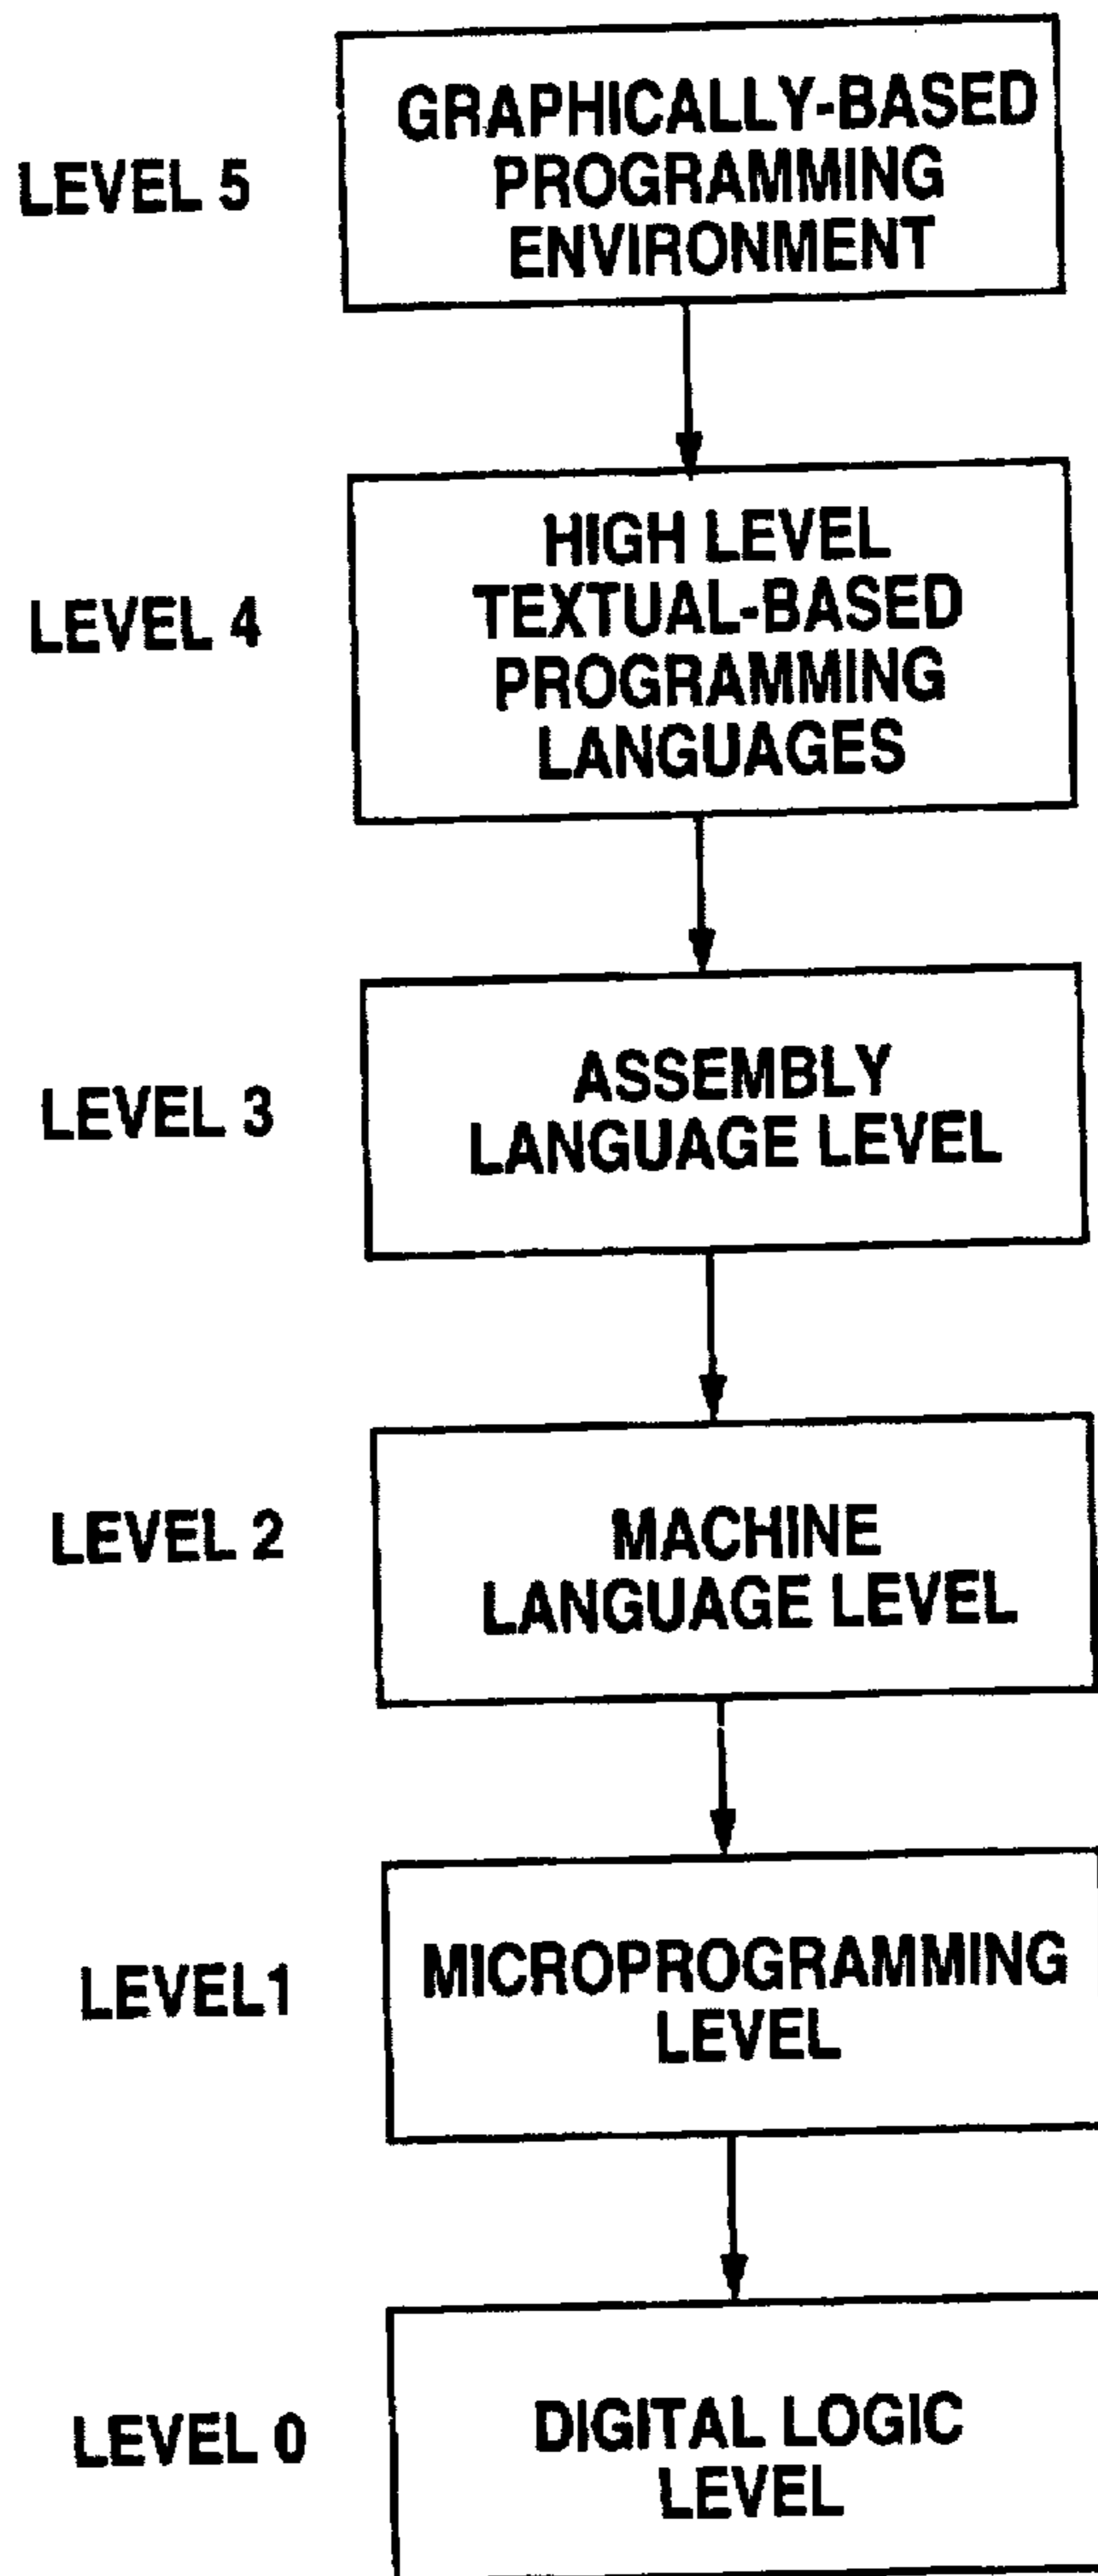 LEVEL 5
GRAPHICALLY-BASED
PROGRAMMING
ENVIRONMENT
LEVEL 4
HIGH LEVEL
TEXTUAL-BASED
PROGRAMMING
LANGUAGES
LEVEL 3
ASSEMBLY
LANGUAGE LEVEL
LEVEL 2
MACHINE
LANGUAGE LEVEL
LEVEL1
MICROPROGRAMMING
LEVEL
LEVEL 0
DIGITAL LOGIC
LEVEL